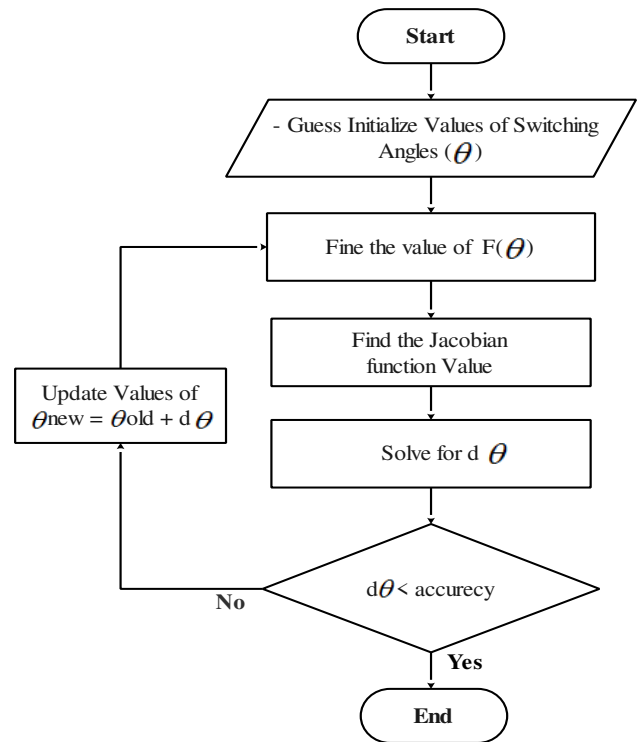 Start
- Guess Initialize Values of Switching
Angles (θ)
Fine the value of F(θ)
Find the Jacobian
function Value
Update Values of
θnew = θold + d θ
Solve for d θ
dθ< accurecy
No
Yes
End